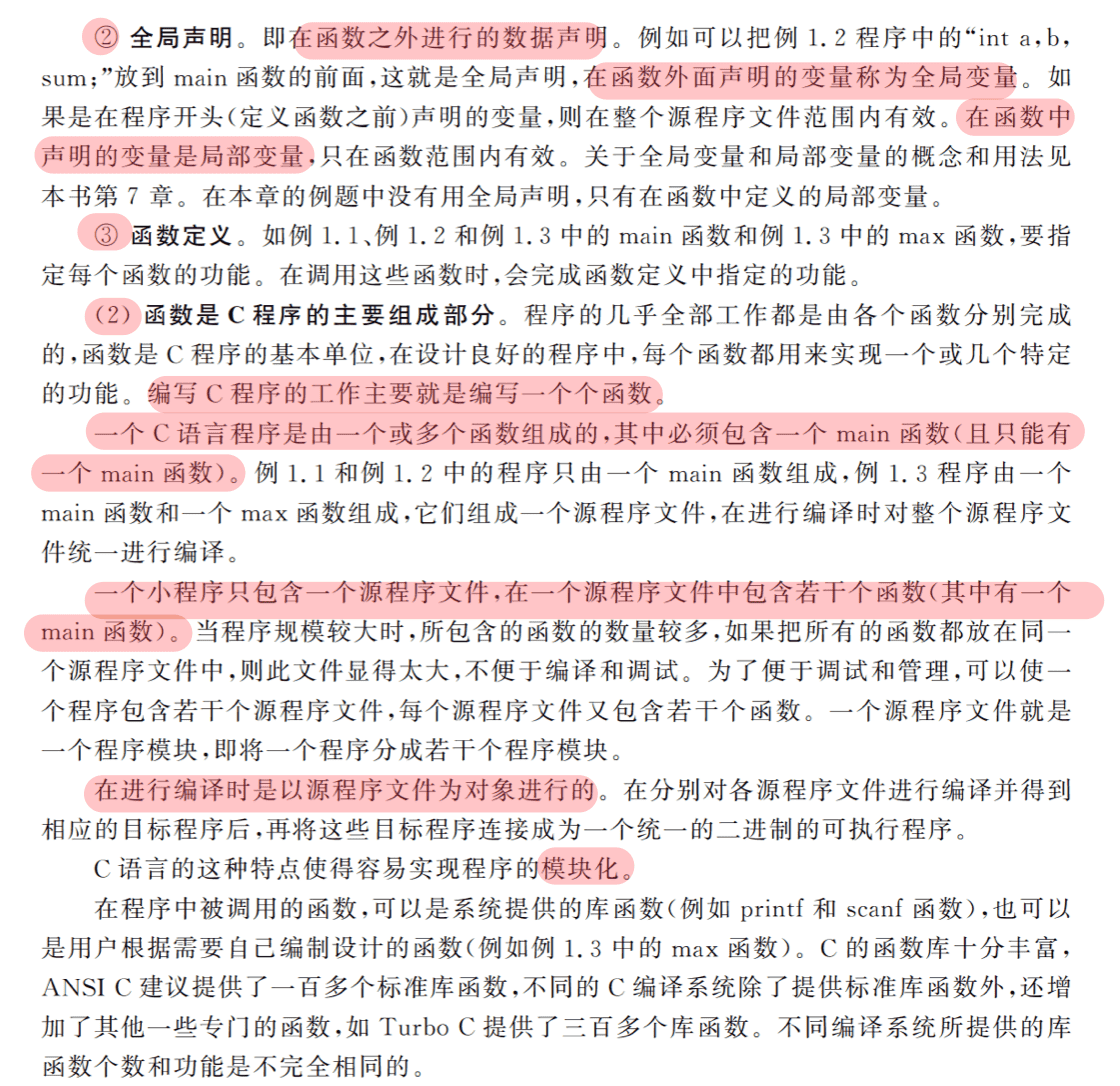 ② 全局声明。即在函数之外进行的数据声明。例如可以把例 1.2 程序中的“int a,b,
sum;”放到 main 函数的前面,这就是全局声明,在函数外面声明的变量称为全局变量。如
果是在程序开头(定义函数之前)声明的变量,则在整个源程序文件范围内有效。在函数中
声明的变量是局部变量,只在函数范围内有效。关于全局变量和局部变量的概念和用法见
本书第 7 章。在本章的例题中没有用全局声明,只有在函数中定义的局部变量。
③ 函数定义。如例 1.1、例 1.2 和例 1.3 中的 main 函数和例 1.3 中的 max 函数,要指
定每个函数的功能。在调用这些函数时,会完成函数定义中指定的功能。
(2) 函数是 C 程序的主要组成部分。程序的几乎全部工作都是由各个函数分别完成
的,函数是 C 程序的基本单位,在设计良好的程序中,每个函数都用来实现一个或几个特定
的功能。编写 C 程序的工作主要就是编写一个个函数。
一个 C 语言程序是由一个或多个函数组成的,其中必须包含一个 main 函数(且只能有
一个 main 函数)。例 1.1 和例 1.2 中的程序只由一个 main 函数组成,例 1.3 程序由一个
main 函数和一个 max 函数组成,它们组成一个源程序文件,在进行编译时对整个源程序文
件统一进行编译。
一个小程序只包含一个源程序文件,在一个源程序文件中包含若干个函数(其中有一个
main 函数)。当程序规模较大时,所包含的函数的数量较多,如果把所有的函数都放在同一
个源程序文件中,则此文件显得太大,不便于编译和调试。为了便于调试和管理,可以使一
个程序包含若干个源程序文件,每个源程序文件又包含若干个函数。一个源程序文件就是
一个程序模块,即将一个程序分成若干个程序模块。
在进行编译时是以源程序文件为对象进行的。在分别对各源程序文件进行编译并得到
相应的目标程序后,再将这些目标程序连接成为一个统一的二进制的可执行程序。
C 语言的这种特点使得容易实现程序的模块化。
在程序中被调用的函数,可以是系统提供的库函数(例如 printf 和 scanf 函数),也可以
是用户根据需要自己编制设计的函数(例如例 1.3 中的 max 函数)。C 的函数库十分丰富,
ANSI C 建议提供了一百多个标准库函数,不同的 C 编译系统除了提供标准库函数外,还增
加了其他一些专门的函数,如 Turbo C 提供了三百多个库函数。不同编译系统所提供的库
函数个数和功能是不完全相同的。